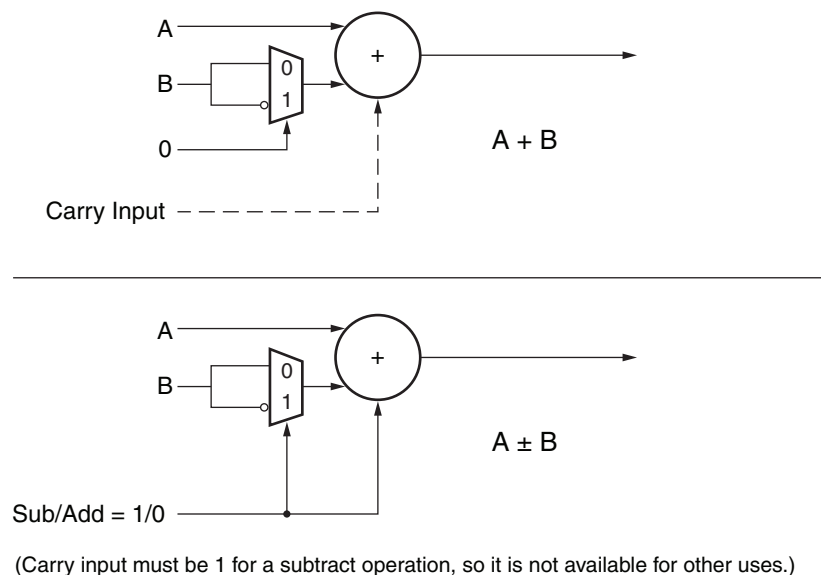 A
+
0
B
1
0
A + B
Carry Input
A
+
0
B
1
A ± B
Sub/Add = 1/0
(Carry input must be 1 for a subtract operation, so it is not available for other uses.)